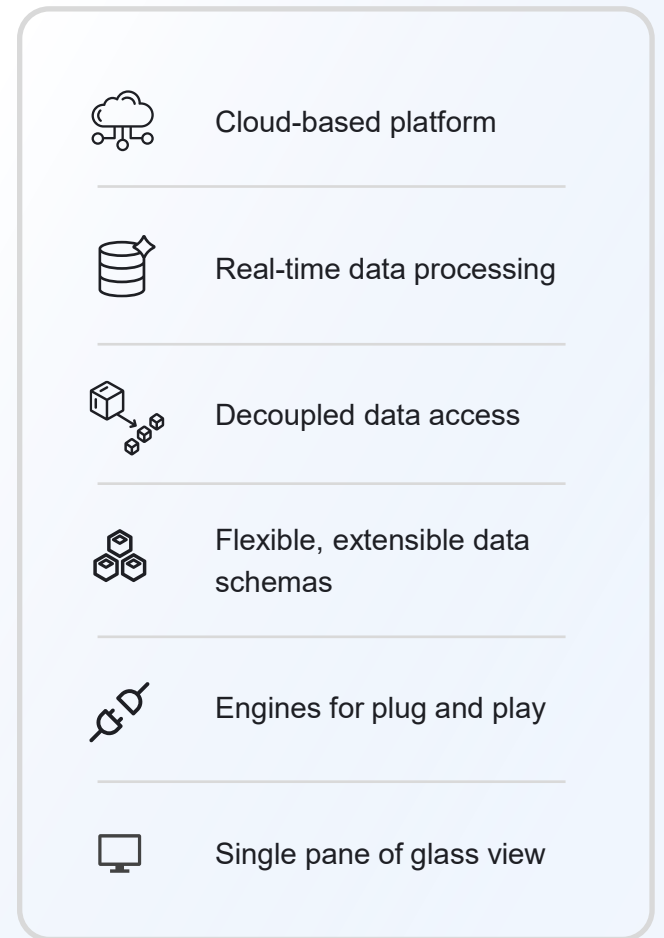 Cloud-based platform
Real-time data processing
Decoupled data access
Flexible, extensible data
schemas
Engines for plug and play
Single pane of glass view